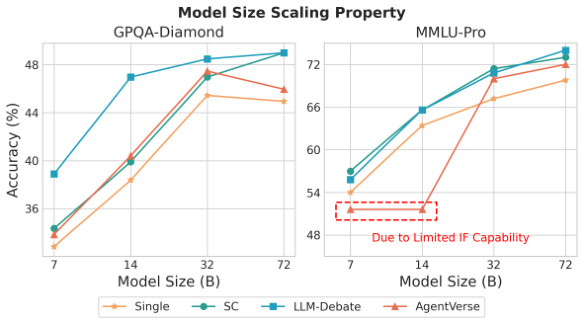 Model Size Scaling Property
GPQA-Diamond
MMLU-Pro
Accuracy (%)
48
44
40
36
7 14 32 72
Model Size (B)
72
66
60
54
48
Due to Limited IF Capability
7 14 32 72
Model Size (B)
Single SC LLM-Debate AgentVerse